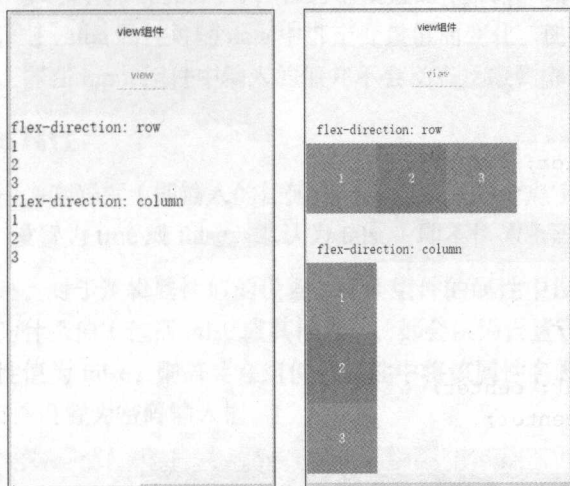 view组件
view
flex-direction: row
1
2
3
flex-direction: column
1
2
3
view组件
view
flex-direction: row
1 2 3
flex-direction: column
1
2
3